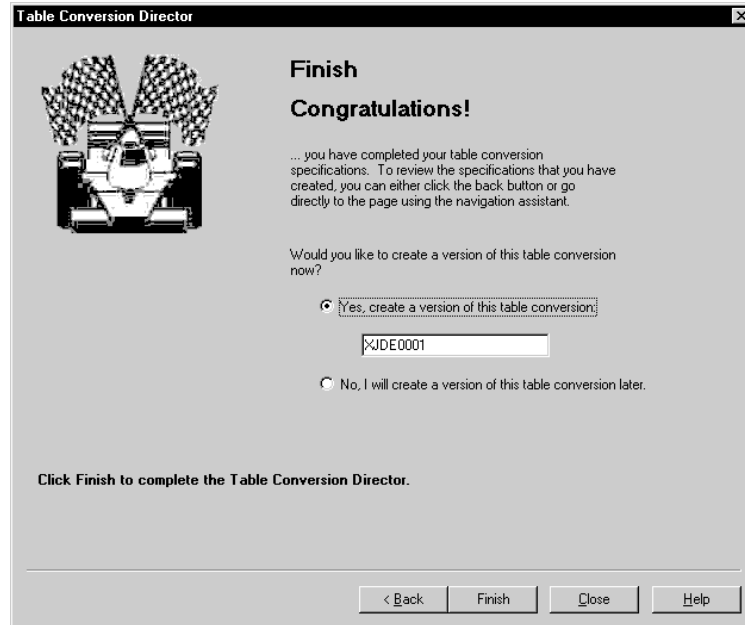 Table Conversion Director
Finish
Congratulations!
... you have completed your table conversion
specifications. To review the specifications that you have
created, you can either click the back button or go
directly to the page using the navigation assistant.
Would you like to create a version of this table conversion
now?
Yes, create a version of this table conversion:
XJDE0001
No, I will create a version of this table conversion later.
Click Finish to complete the Table Conversion Director.
< Back
Finish
Close
Help